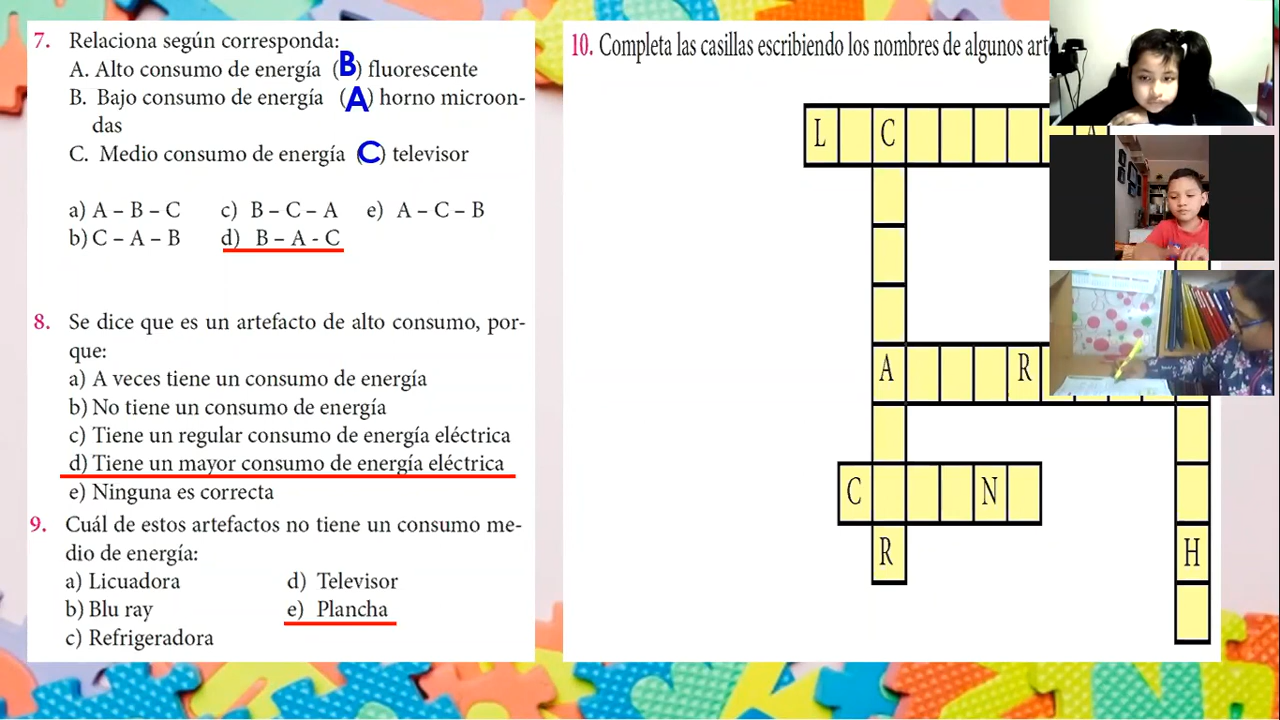 7. Relaciona según corresponda:
A. Alto consumo de energía (B) fluorescente
B. Bajo consumo de energía (A) horno microon-
das
C. Medio consumo de energía (C) televisor
a) A – B – C c) B – C – A e) A – C – B
b) C – A – B d) B – A - C
8. Se dice que es un artefacto de alto consumo, por-
que:
a) A veces tiene un consumo de energía
b) No tiene un consumo de energía
c) Tiene un regular consumo de energía eléctrica
d) Tiene un mayor consumo de energía eléctrica
e) Ninguna es correcta
9. Cuál de estos artefactos no tiene un consumo me-
dio de energía:
a) Licuadora d) Televisor
b) Blu ray e) Plancha
c) Refrigeradora
10. Completa las casillas escribiendo los nombres de algunos art
L C
A R
C N
R
H